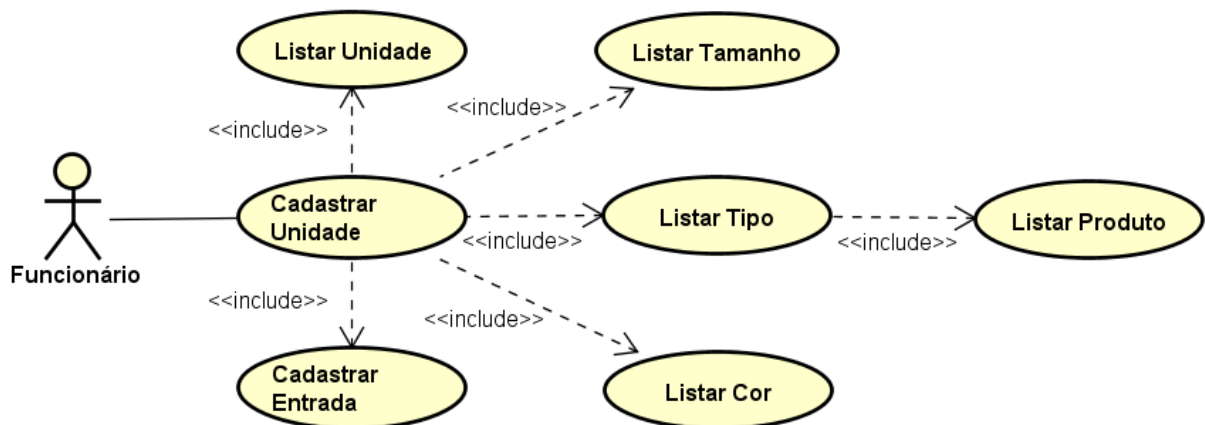 Listar Unidade
Listar Tamanho
<<include>>
<<include>>
Cadastrar
Unidade
Listar Tipo
Listar Produto
<<include>>
<<include>>
Funcionário
<<include>>
<<include>>
Cadastrar
Entrada
Listar Cor